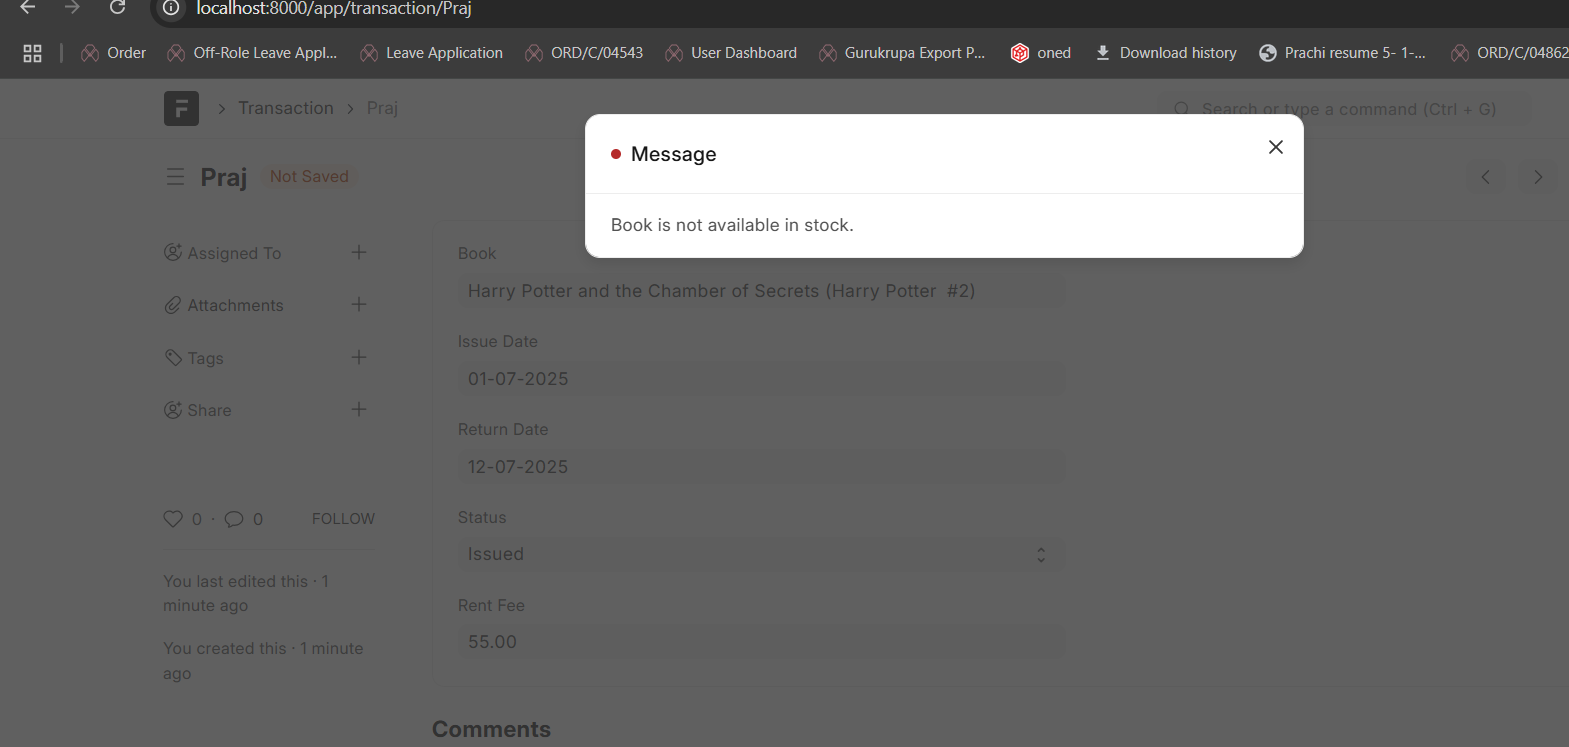 localhost:8000/app/transaction/Praj
Order Off-Role Leave Appl... Leave Application ORD/C/04543 User Dashboard Gurukrupa Export P... oned Download history Prachi resume 5- 1-... ORD/C/04862
F > Transaction > Praj Search or type a command (Ctrl + G)
Message
Praj Not Saved
Book is not available in stock.
Assigned To +
Attachments +
Tags +
Share +
0 · 0 FOLLOW
You last edited this · 1
minute ago
You created this · 1 minute
ago
Book
Harry Potter and the Chamber of Secrets (Harry Potter  #2)
Issue Date
01-07-2025
Return Date
12-07-2025
Status
Issued
Rent Fee
55.00
Comments